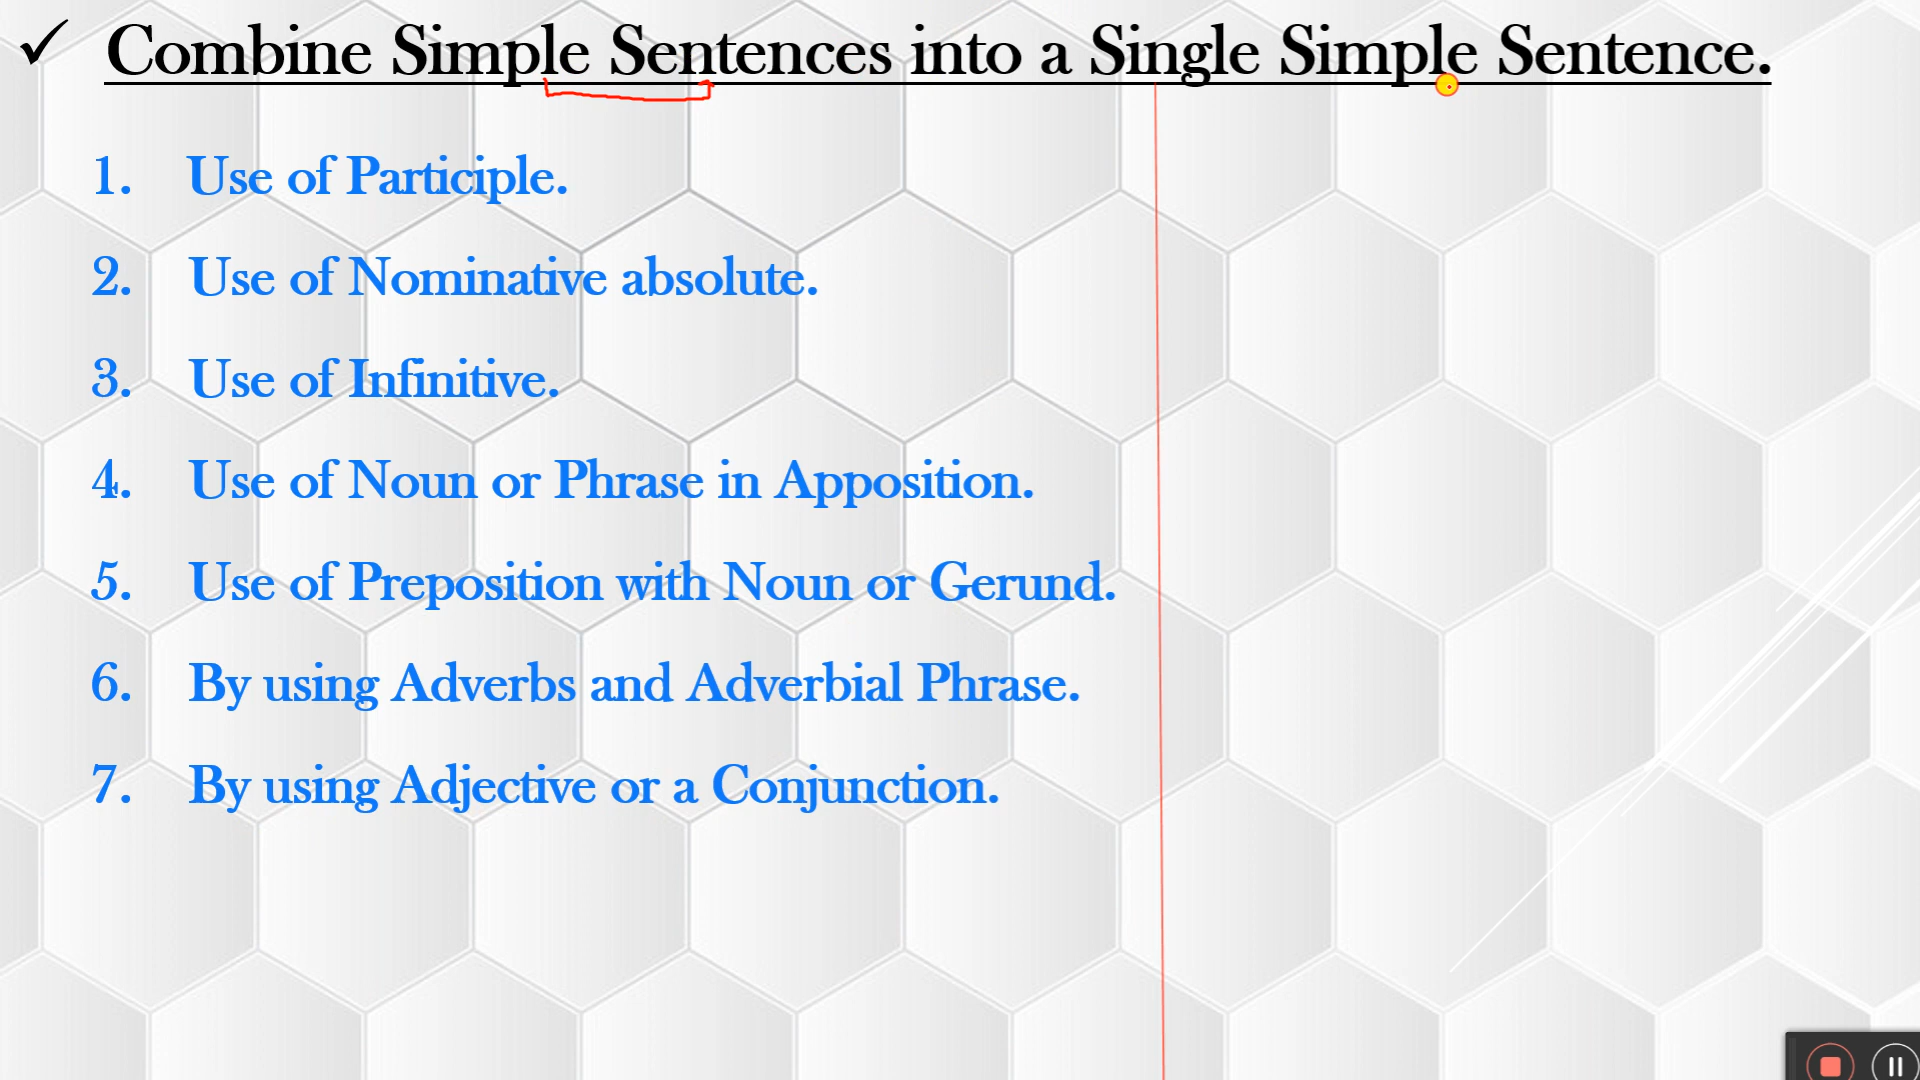 ✓ Combine Simple Sentences into a Single Simple Sentence.
1. Use of Participle.
2. Use of Nominative absolute.
3. Use of Infinitive.
4. Use of Noun or Phrase in Apposition.
5. Use of Preposition with Noun or Gerund.
6. By using Adverbs and Adverbial Phrase.
7. By using Adjective or a Conjunction.